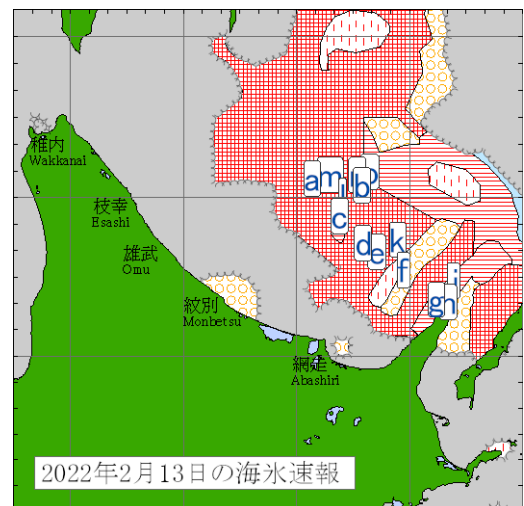 稚内
Wakkanai
枝幸
Esashi
雄武
Omu
紋別
Monbetsu
網走
Abashiri
a
m
b
c
d
e
k
f
i
g
h
2022年2月13日の海氷速報